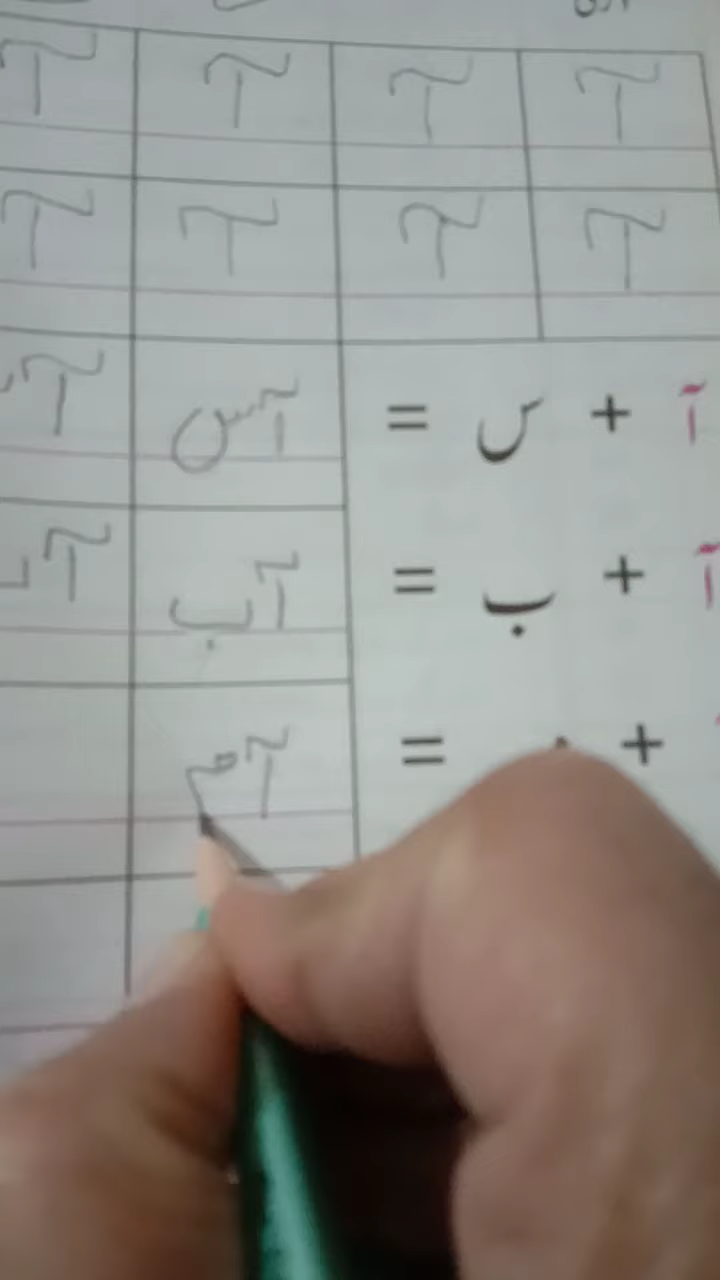 آ آ آ آ
آ آ آ آ
آ + س = آس آ
آ + ب = آب آ
+ = آم